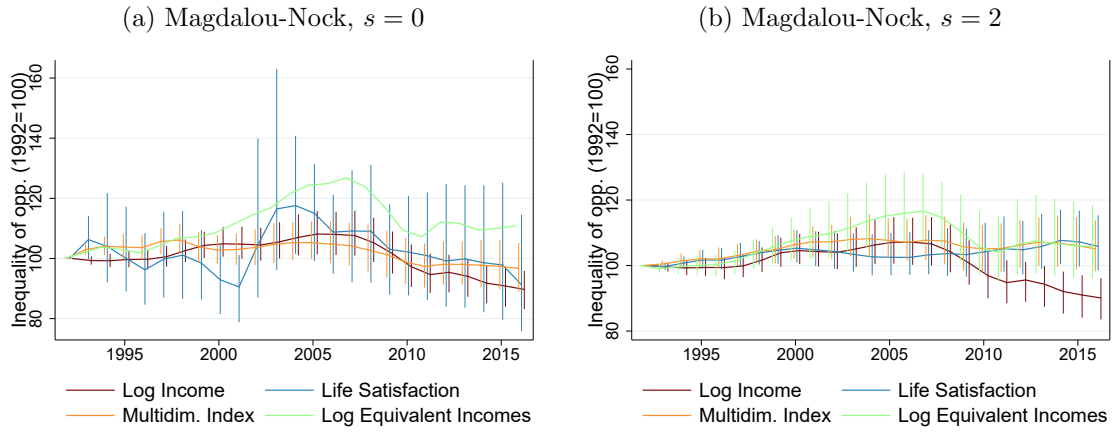 (a) Magdalou-Nock, s = 0
Inequality of opp. (1992=100)
160
140
120
100
80
1995 2000 2005 2010 2015
Log Income Life Satisfaction
Multidim. Index Log Equivalent Incomes
(b) Magdalou-Nock, s = 2
Inequality of opp. (1992=100)
160
140
120
100
80
1995 2000 2005 2010 2015
Log Income Life Satisfaction
Multidim. Index Log Equivalent Incomes